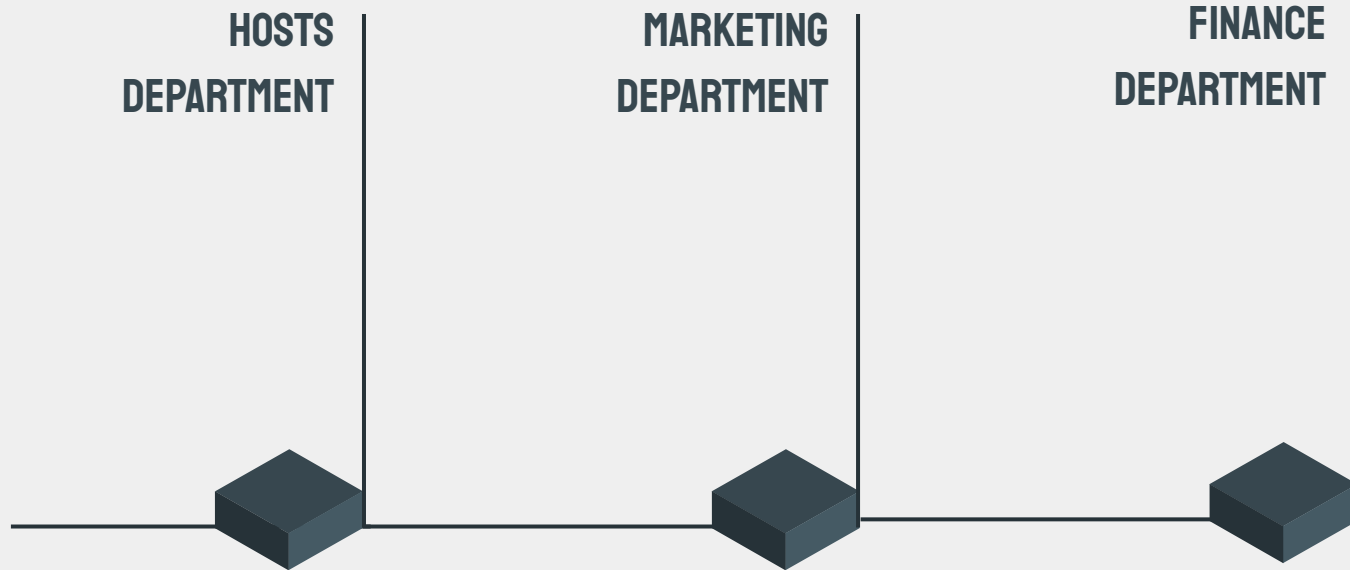 HOSTS
DEPARTMENT
MARKETING
DEPARTMENT
FINANCE
DEPARTMENT